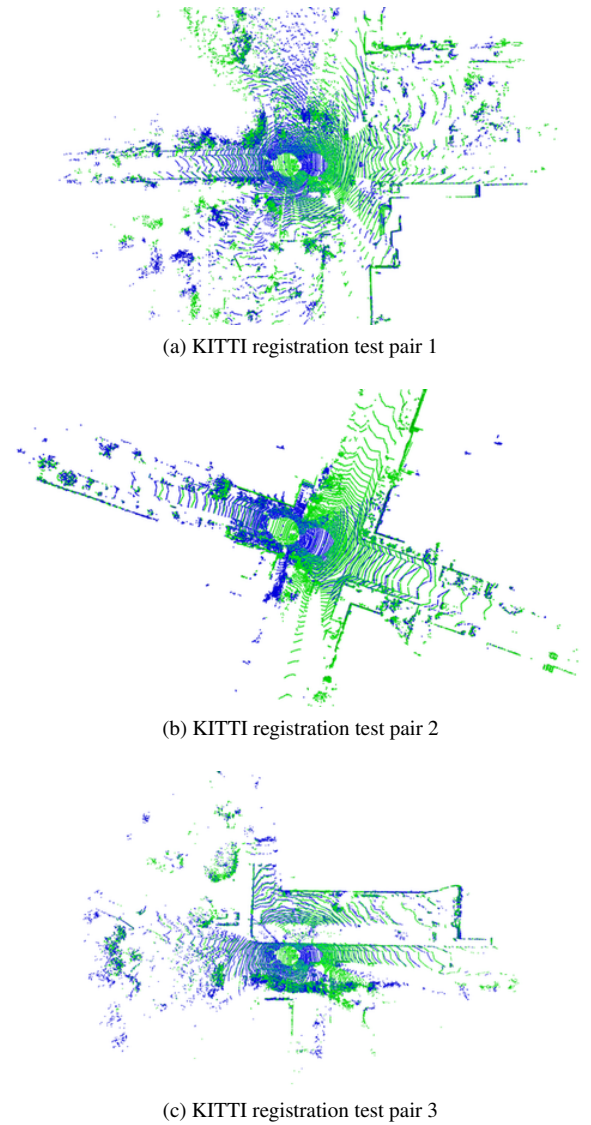 (a) KITTI registration test pair 1
(b) KITTI registration test pair 2
(c) KITTI registration test pair 3